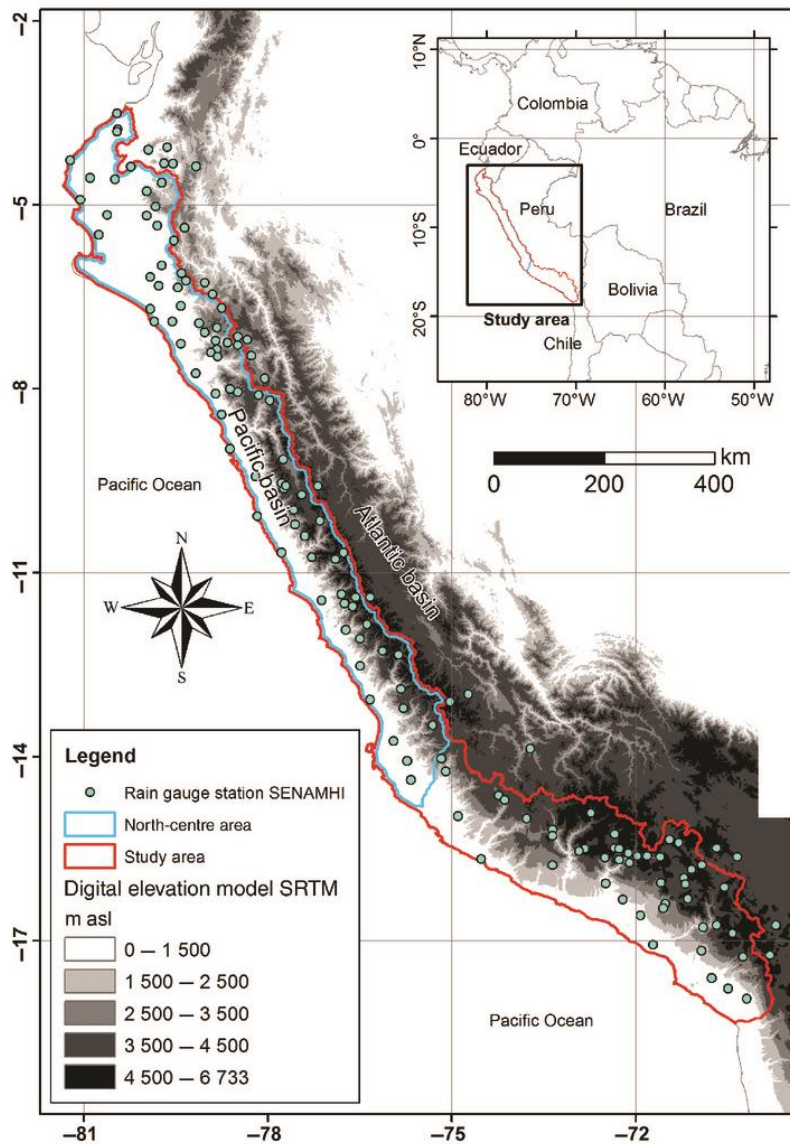 −2
−5
−8
−11
−14
−17
−81
−78
−75
−72
10°N
0°
10°S
20°S
80°W
70°W
60°W
50°W
Colombia
Ecuador
Peru
Brazil
Bolivia
Study area
Chile
km
0 200 400
Pacific basin
Pacific Ocean
Atlantic basin
N
W E
S
Legend
Rain gauge station SENAMHI
North-centre area
Study area
Digital elevation model SRTM
m asl
0 — 1 500
1 500 — 2 500
2 500 — 3 500
3 500 — 4 500
4 500 — 6 733
Pacific Ocean